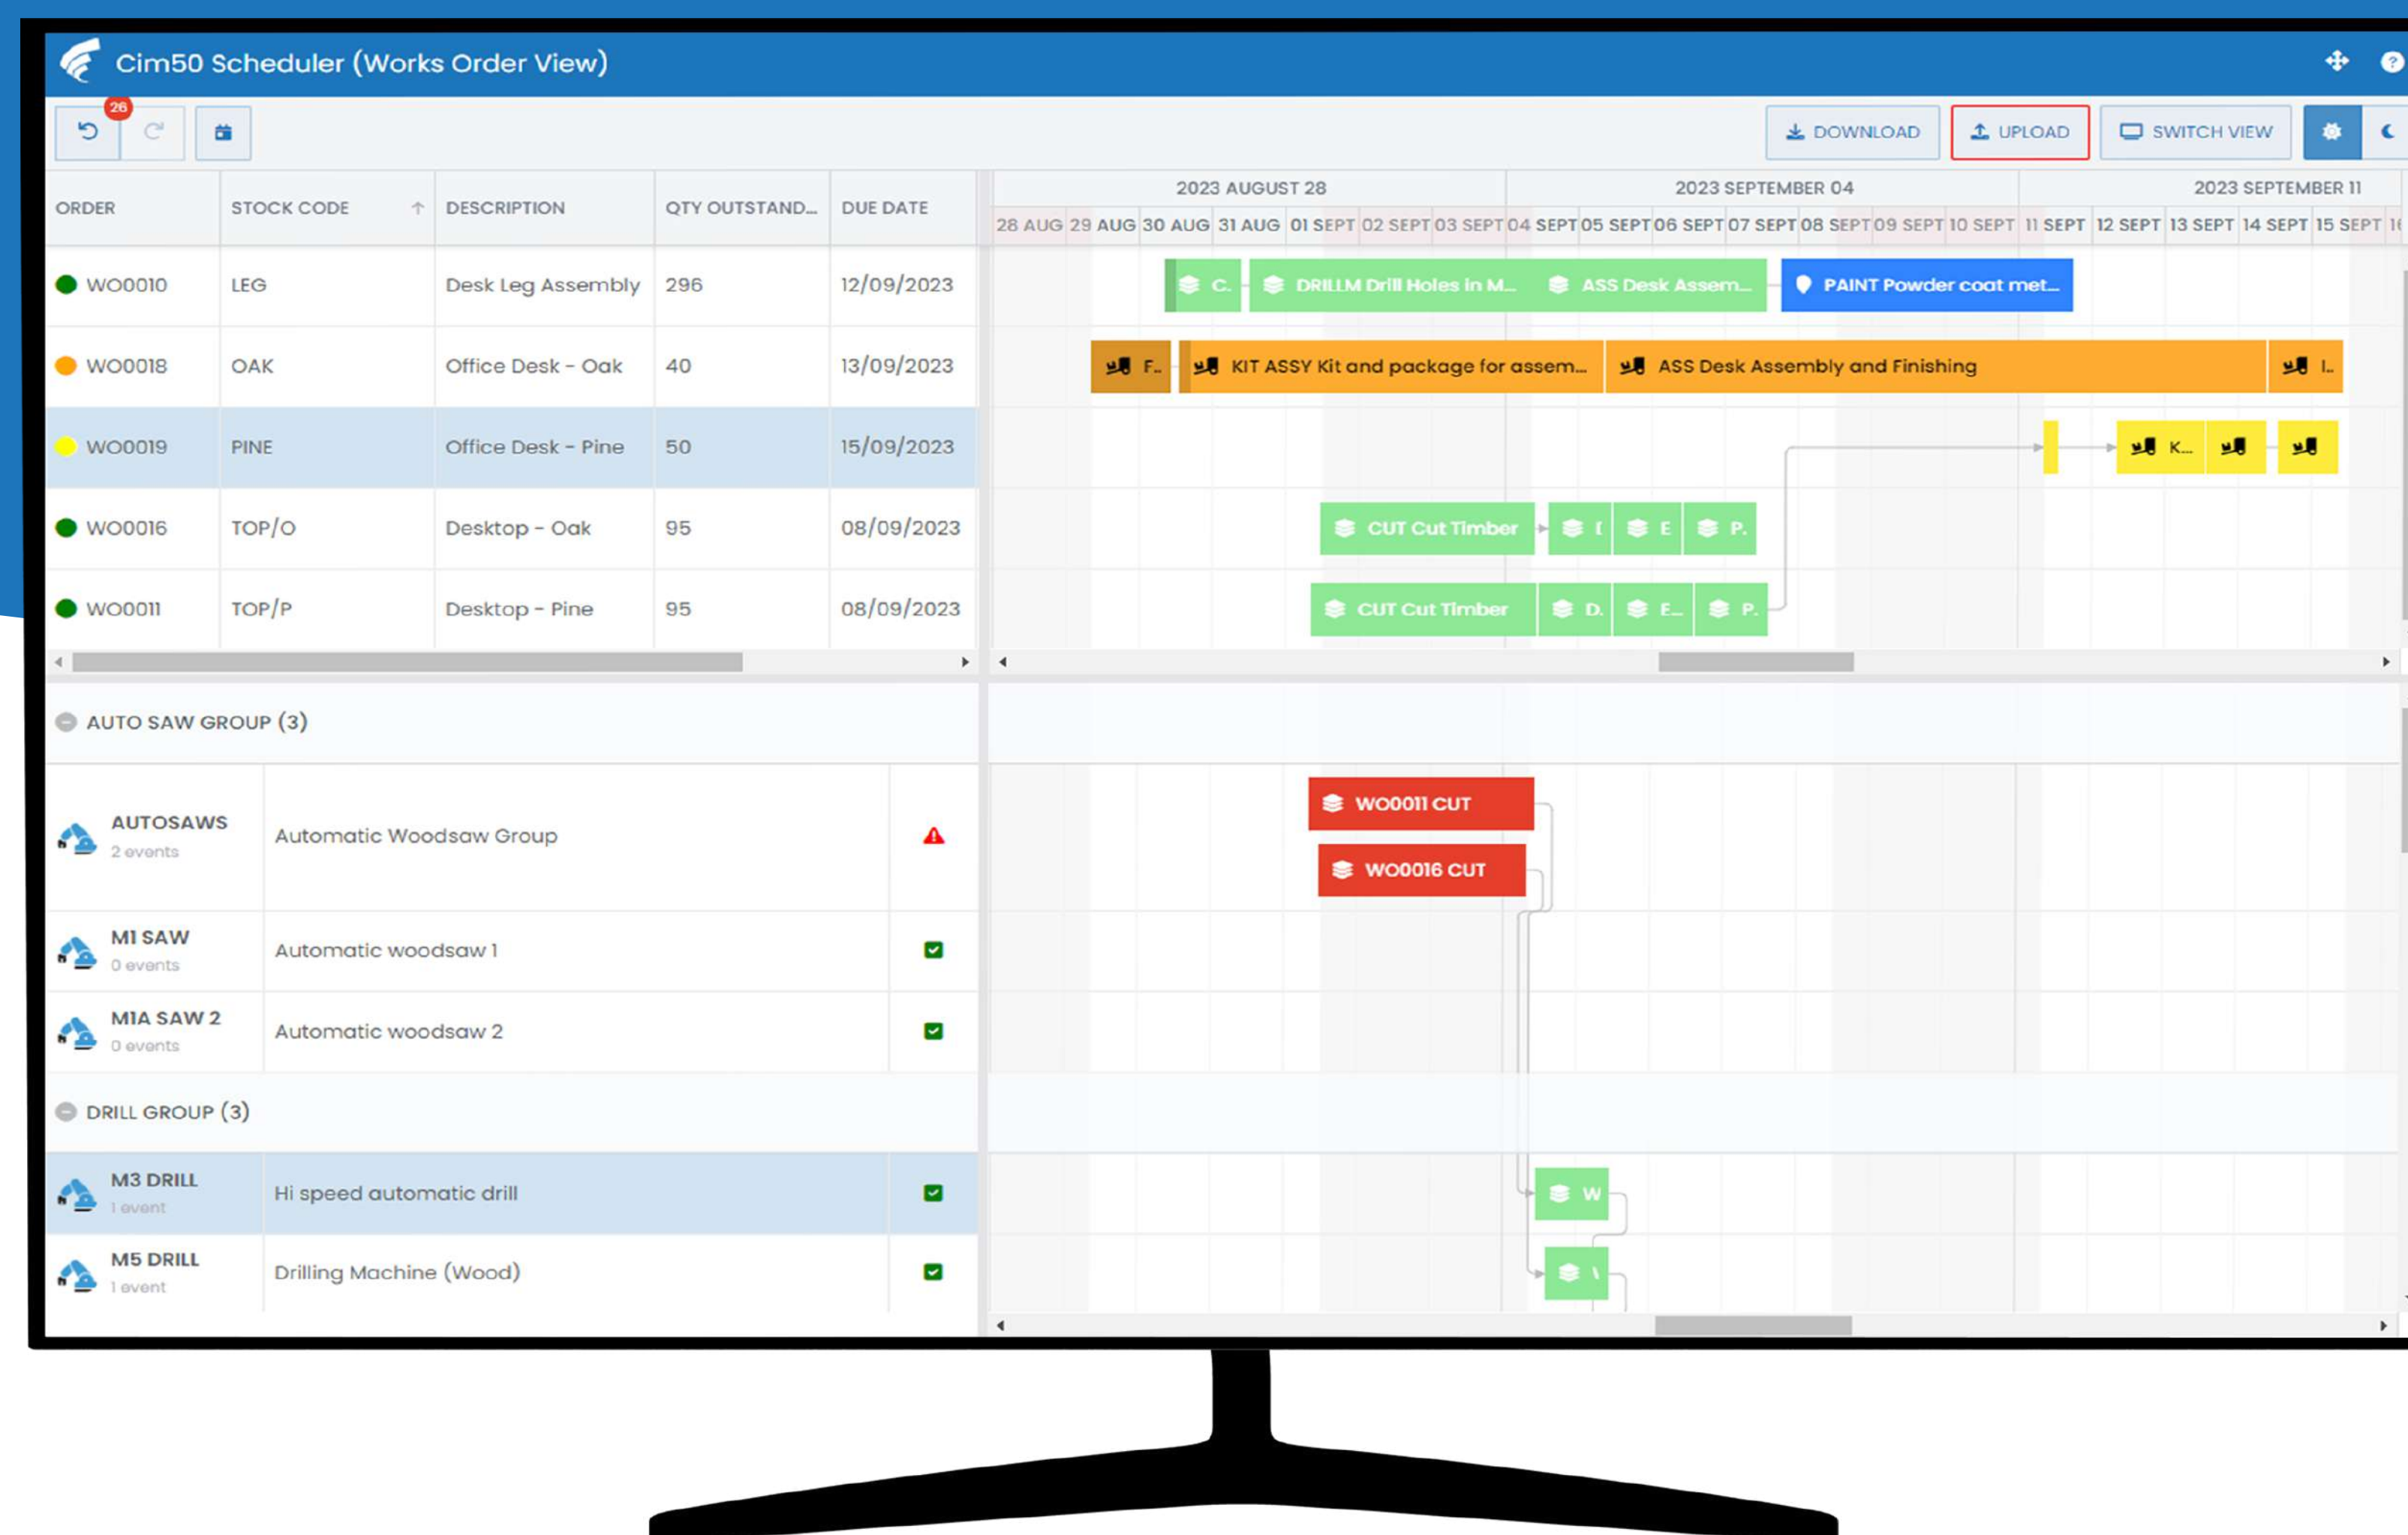 Cim50 Scheduler (Works Order View)
26
DOWNLOAD UPLOAD SWITCH VIEW
ORDER STOCK CODE DESCRIPTION QTY OUTSTAND... DUE DATE
2023 AUGUST 28 2023 SEPTEMBER 04 2023 SEPTEMBER 11
28 AUG 29 AUG 30 AUG 31 AUG 01 SEPT 02 SEPT 03 SEPT 04 SEPT 05 SEPT 06 SEPT 07 SEPT 08 SEPT 09 SEPT 10 SEPT 11 SEPT 12 SEPT 13 SEPT 14 SEPT 15 SEPT
WO0010 LEG Desk Leg Assembly 296 12/09/2023 C.. DRILLM Drill Holes in M... ASS Desk Assem... PAINT Powder coat met...
WO0018 OAK Office Desk - Oak 40 13/09/2023 F.. KIT ASSY Kit and package for assem... ASS Desk Assembly and Finishing I..
WO0019 PINE Office Desk - Pine 50 15/09/2023 K...
WO0016 TOP/O Desktop - Oak 95 08/09/2023 CUT Cut Timber E P.
WO0011 TOP/P Desktop - Pine 95 08/09/2023 CUT Cut Timber D. E... P.
AUTO SAW GROUP (3)
AUTOSAWS
2 events
Automatic Woodsaw Group
WO0011 CUT
WO0016 CUT
M1 SAW
0 events
Automatic woodsaw 1
M1A SAW 2
0 events
Automatic woodsaw 2
DRILL GROUP (3)
M3 DRILL
1 event
Hi speed automatic drill
W
M5 DRILL
1 event
Drilling Machine (Wood)